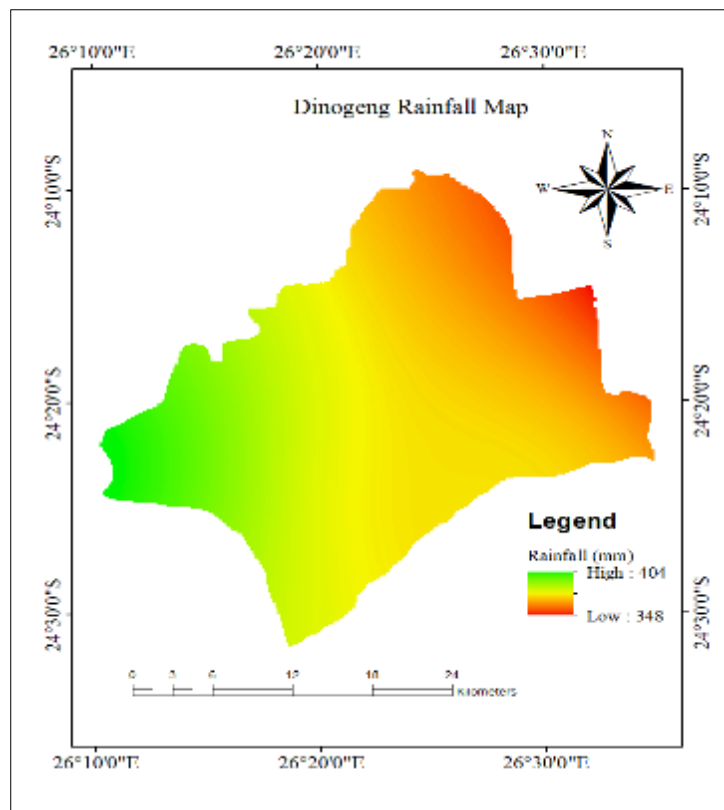 26°10'0"E 26°20'0"E 26°30'0"E
Dinogeng Rainfall Map
N
W E
S
24°10'0"S 24°10'0"S
24°20'0"S 24°20'0"S
24°30'0"S 24°30'0"S
Legend
Rainfall (mm)
High : 404
Low : 348
0 3 6 12 18 24
Kilometers
26°10'0"E 26°20'0"E 26°30'0"E